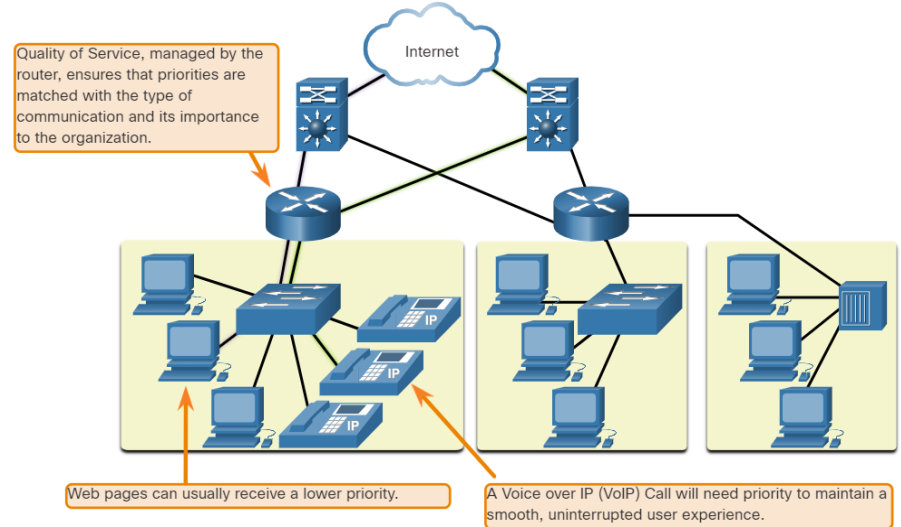 Internet
Quality of Service, managed by the
router, ensures that priorities are
matched with the type of
communication and its importance
to the organization.
IP
IP
IP
Web pages can usually receive a lower priority.
A Voice over IP (VoIP) Call will need priority to maintain a
smooth, uninterrupted user experience.